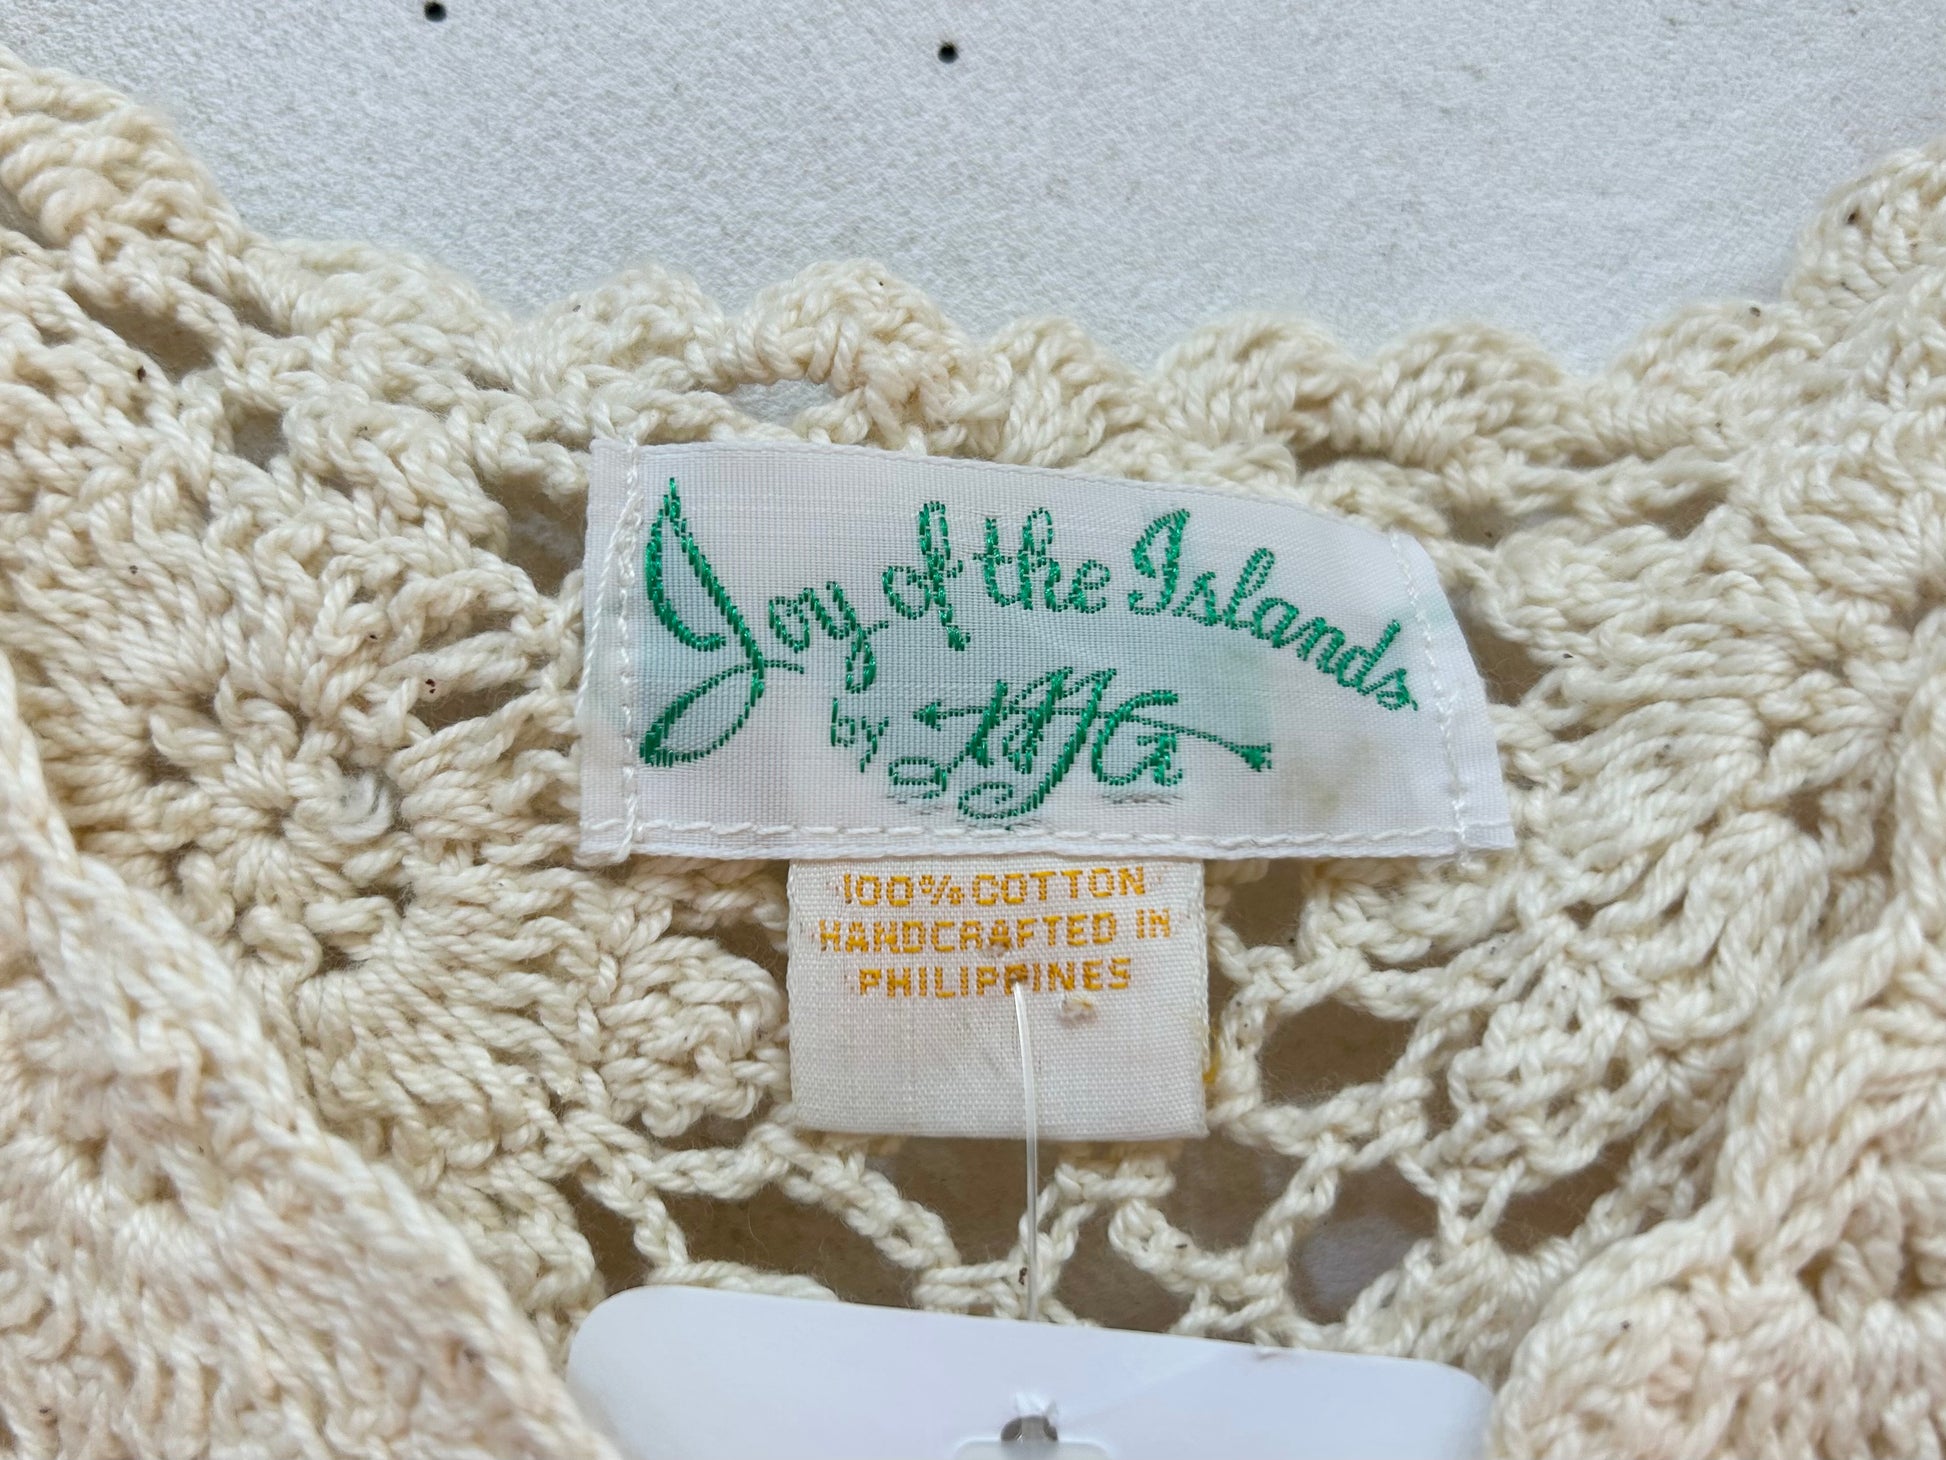 Joy of the Islands
by
100% COTTON
HANDCRAFTED IN
PHILIPPINES